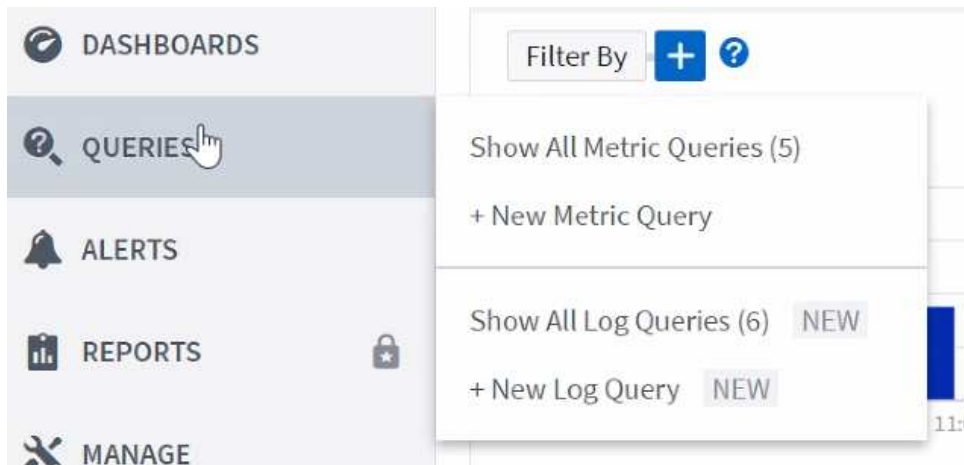 DASHBOARDS
QUERIES
ALERTS
REPORTS
MANAGE
Filter By + ?
Show All Metric Queries (5)
+ New Metric Query
Show All Log Queries (6) NEW
+ New Log Query NEW